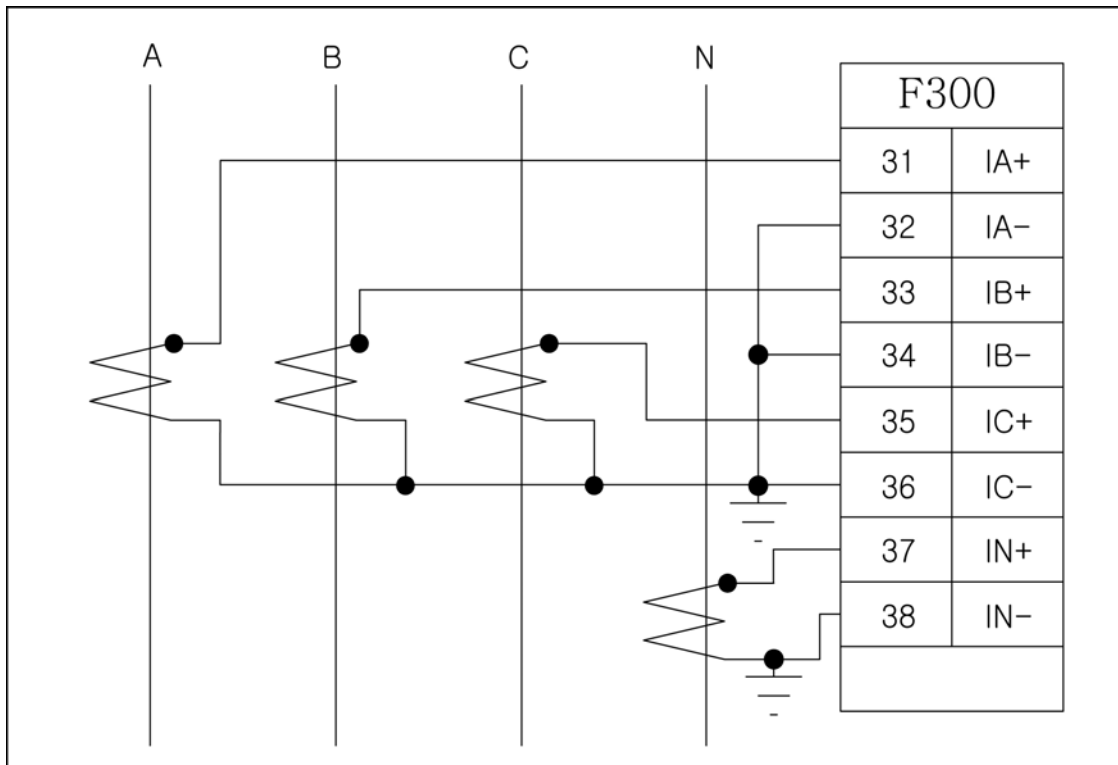 A B C N
F300
31 IA+
32 IA-
33 IB+
34 IB-
35 IC+
36 IC-
37 IN+
38 IN-